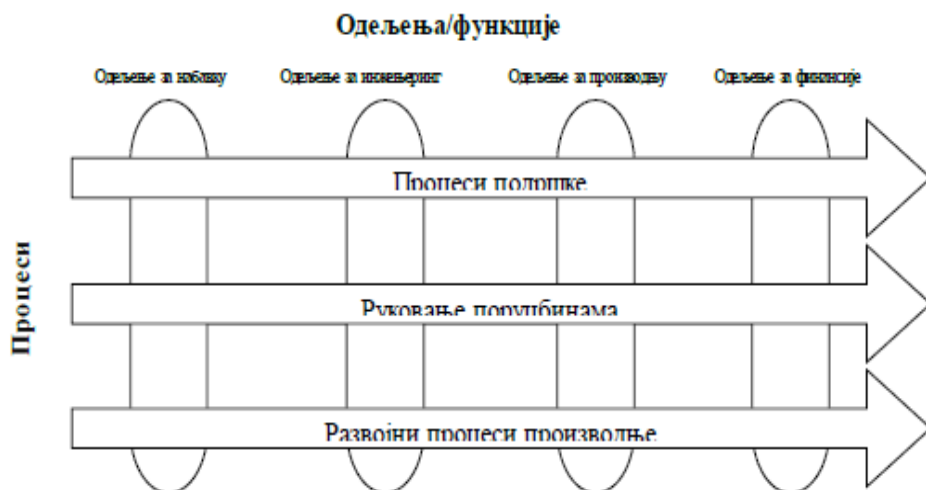 Одељења/функције
Одељење за набавку
Одељење за инжењеринг
Одељење за производњу
Одељење за финансије
Процеси подршке
Процеси
Руковање поруџбинама
Развојни процеси производње